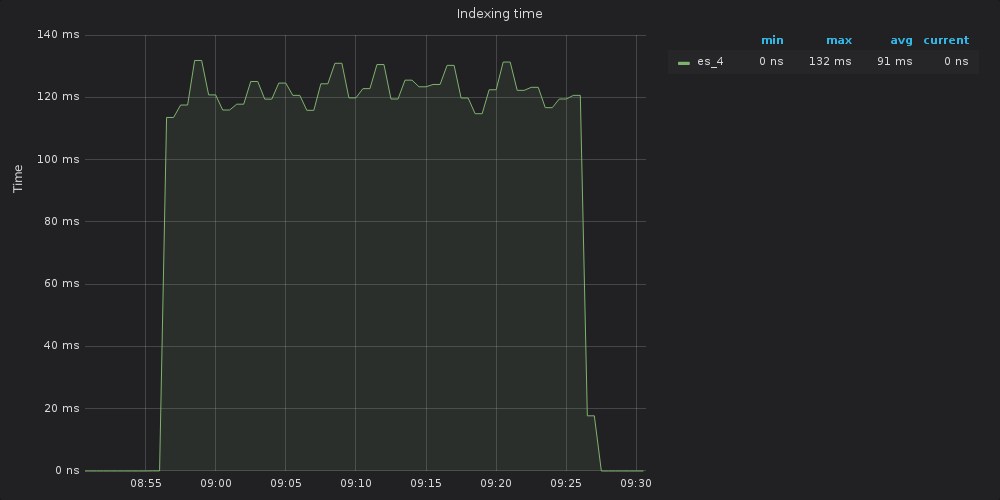 Indexing time
min max avg current
es_4 0 ns 132 ms 91 ms 0 ns
Time
140 ms
120 ms
100 ms
80 ms
60 ms
40 ms
20 ms
0 ns
08:55 09:00 09:05 09:10 09:15 09:20 09:25 09:30